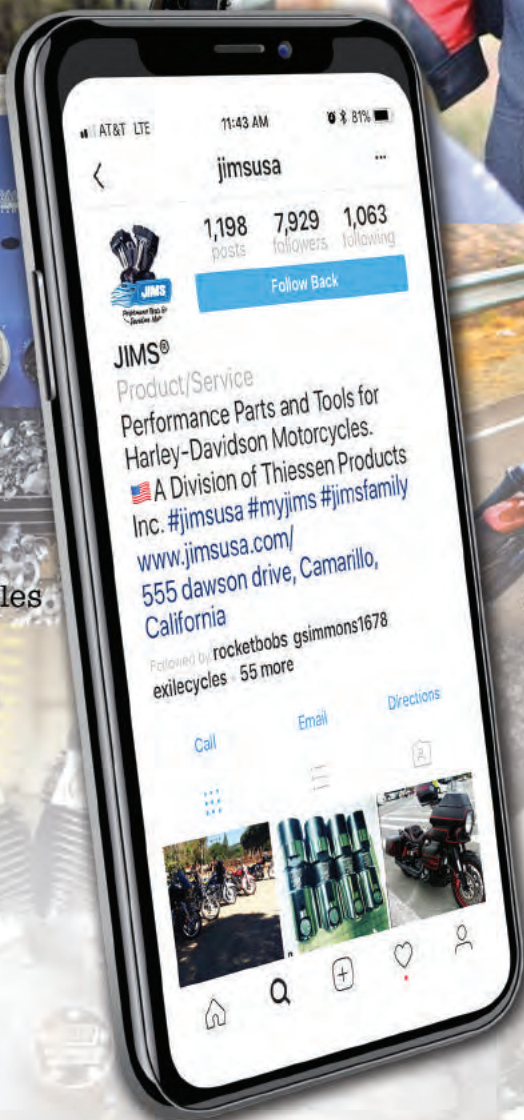 AT&T LTE 11:43 AM 81%
jimsusa
1,198 7,929 1,063
posts followers following
Follow Back
JIMS
Performance Parts &
JIMS®
Product/Service
Performance Parts and Tools for
Harley-Davidson Motorcycles.
🇺🇸 A Division of Thiessen Products
Inc. #jimsusa #myjims #jimsfamily
www.jimsusa.com/
555 dawson drive, Camarillo,
California
les
Followed by rocketbobs gsimmons1678
exilecycles 55 more
Call Email Directions